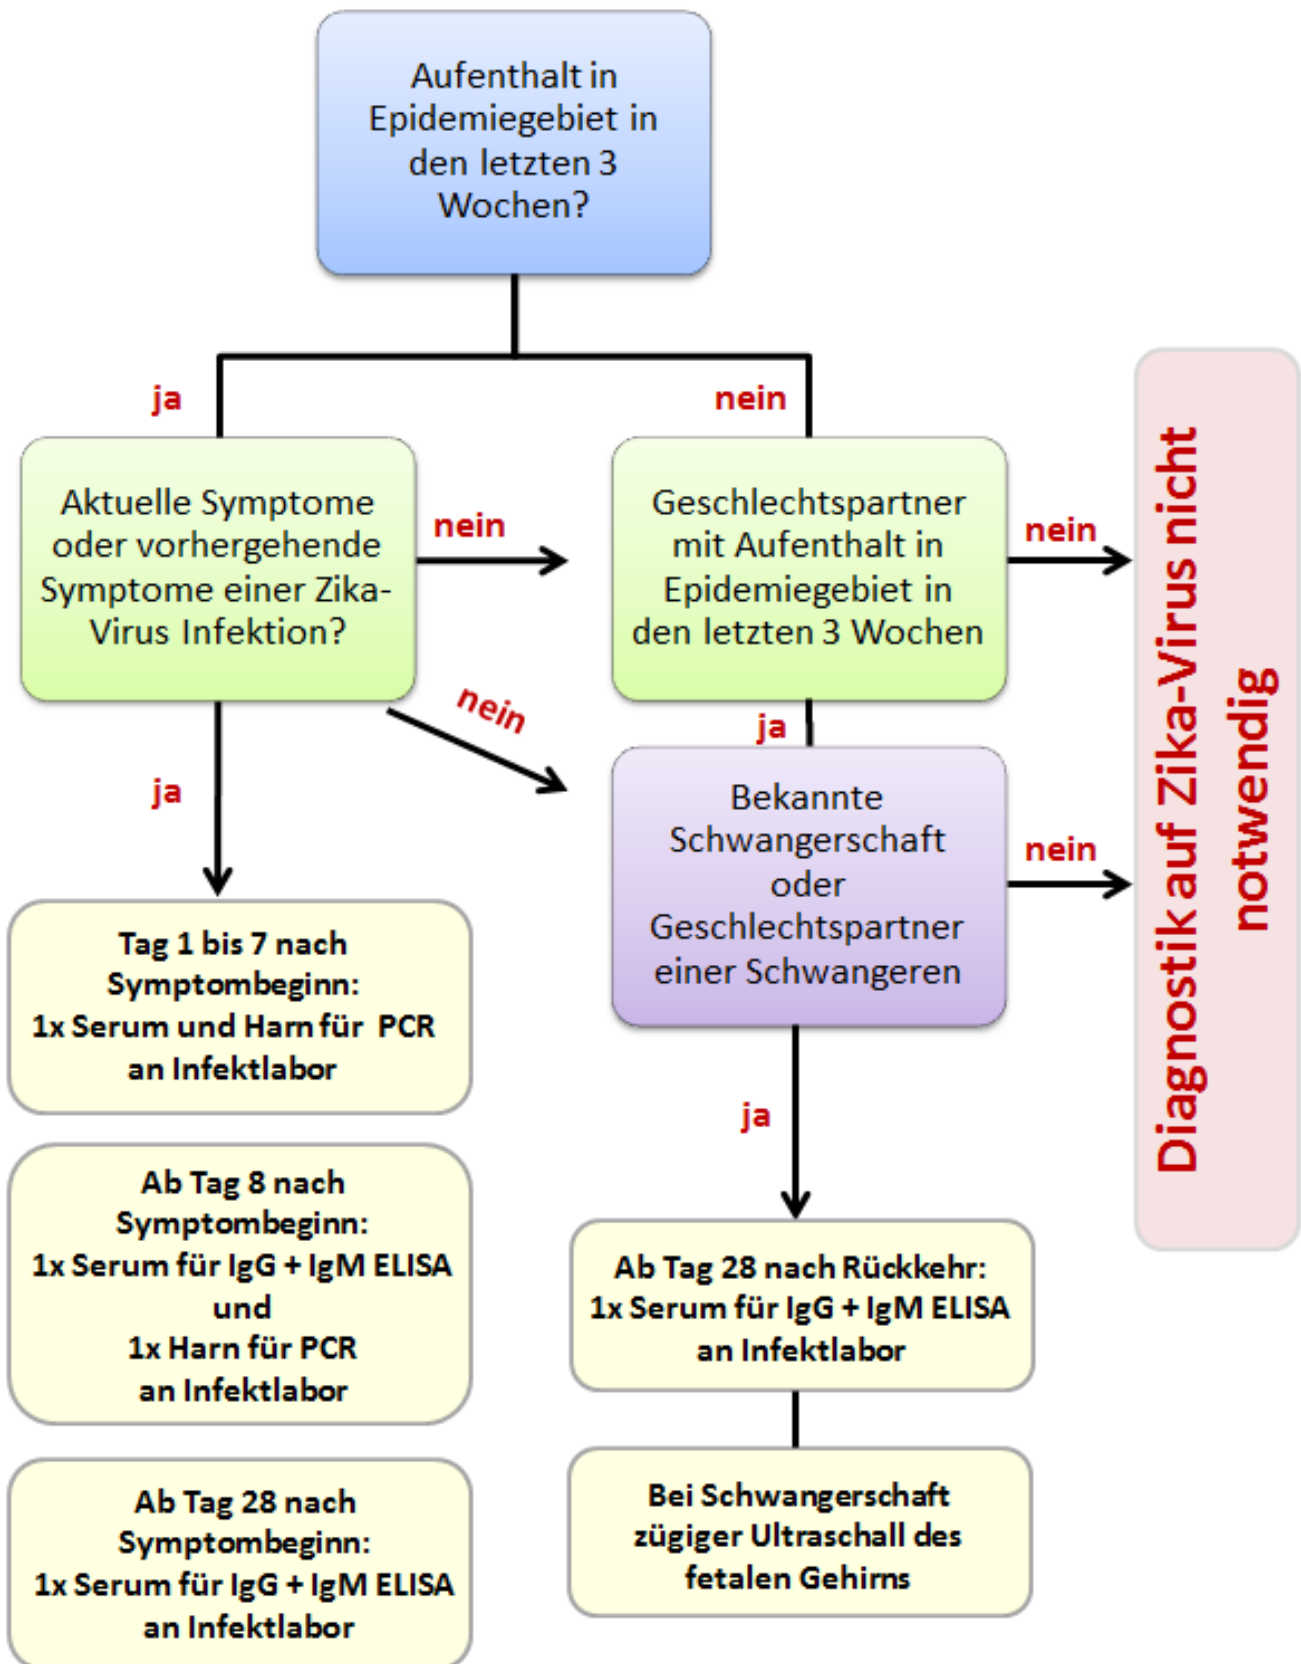 Aufenthalt in
Epidemiegebiet in
den letzten 3
Wochen?
ja
nein
Aktuelle Symptome
oder vorhergehende
Symptome einer Zika-
Virus Infektion?
nein
Geschlechtspartner
mit Aufenthalt in
Epidemiegebiet in
den letzten 3 Wochen
nein
nein
ja
ja
Bekannte
Schwangerschaft
oder
Geschlechtspartner
einer Schwangeren
nein
Diagnostik auf Zika-Virus nicht
notwendig
Tag 1 bis 7 nach
Symptombeginn:
1x Serum und Harn für PCR
an Infektlabor
ja
Ab Tag 8 nach
Symptombeginn:
1x Serum für IgG + IgM ELISA
und
1x Harn für PCR
an Infektlabor
Ab Tag 28 nach Rückkehr:
1x Serum für IgG + IgM ELISA
an Infektlabor
Ab Tag 28 nach
Symptombeginn:
1x Serum für IgG + IgM ELISA
an Infektlabor
Bei Schwangerschaft
zügiger Ultraschall des
fetalen Gehirns